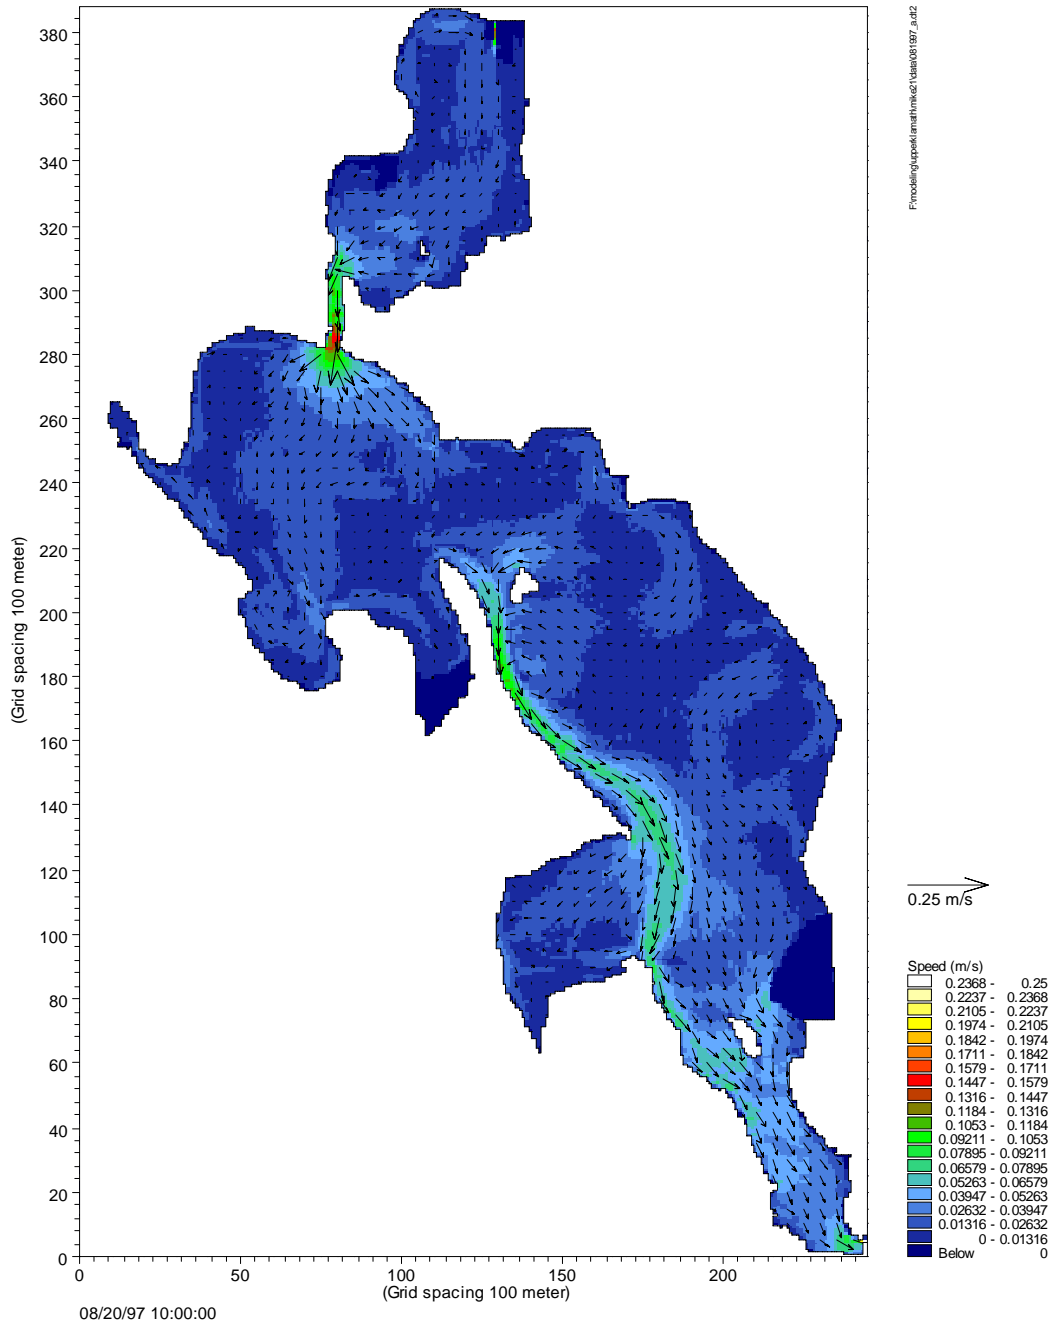 380
360
340
320
300
280
260
240
220
200
180
160
140
120
100
80
60
40
20
0
(Grid spacing 100 meter)
0 50 100 150 200
(Grid spacing 100 meter)
08/20/97 10:00:00
F:\modeling\upperklamath\mike21\data\081997_a.dt2
0.25 m/s
Speed (m/s)
0.2368 - 0.25
0.2237 - 0.2368
0.2105 - 0.2237
0.1974 - 0.2105
0.1842 - 0.1974
0.1711 - 0.1842
0.1579 - 0.1711
0.1447 - 0.1579
0.1316 - 0.1447
0.1184 - 0.1316
0.1053 - 0.1184
0.09211 - 0.1053
0.07895 - 0.09211
0.06579 - 0.07895
0.05263 - 0.06579
0.03947 - 0.05263
0.02632 - 0.03947
0.01316 - 0.02632
0 - 0.01316
Below 0